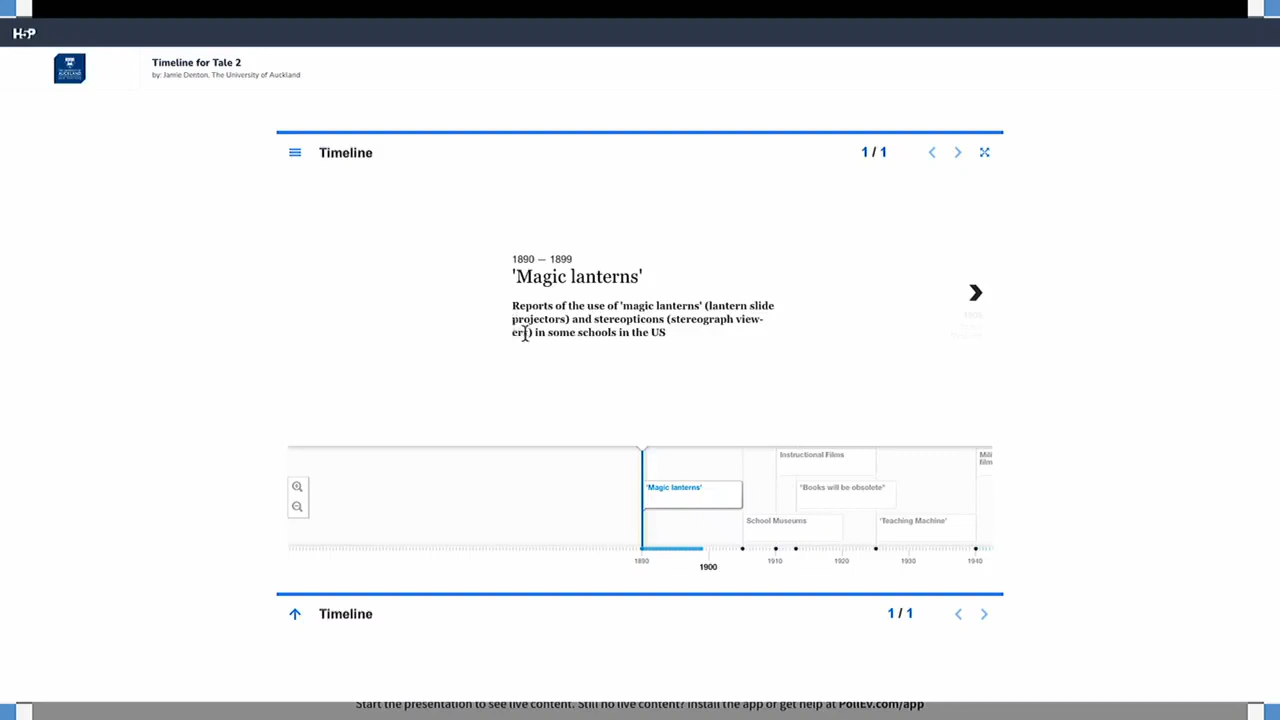 H5P
Timeline for Tale 2
by: Jamie Denton, The University of Auckland
Timeline
1 / 1
1890 — 1899
'Magic lanterns'
Reports of the use of 'magic lanterns' (lantern slide
projectors) and stereopticons (stereograph view-
ers) in some schools in the US
1905
Instructional Films
Mili
film
'Magic lanterns'
"Books will be obsolete"
School Museums
'Teaching Machine'
1890
1900
1910
1920
1930
1940
Timeline
1 / 1
Start the presentation to see live content. Still no live content? Install the app or get help at PollEv.com/app